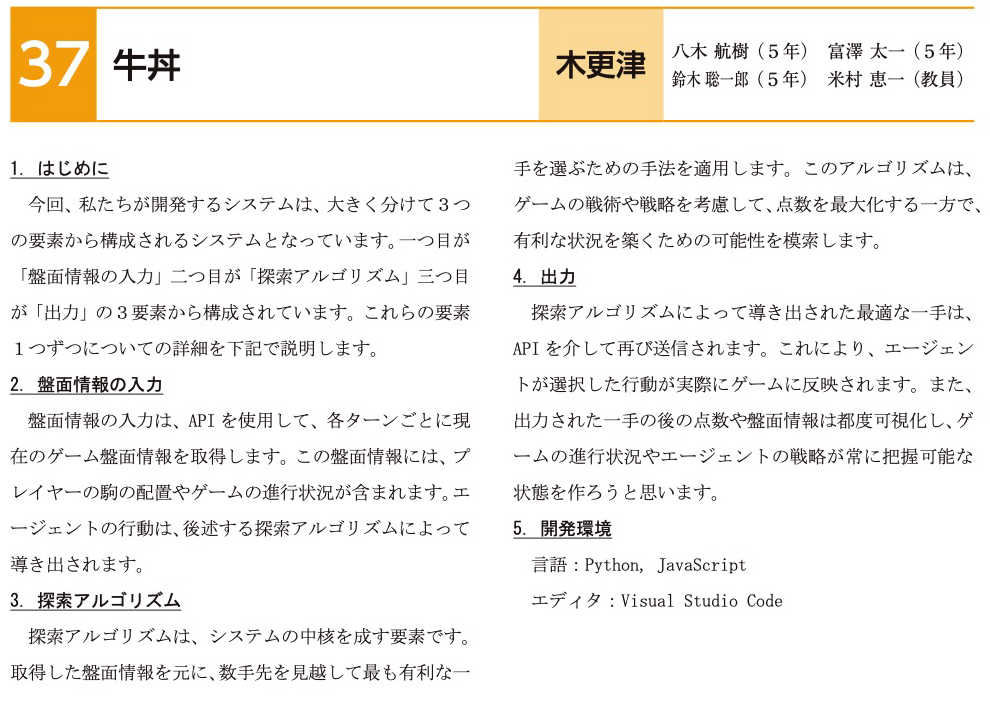 37
牛丼
木更津
八木 航樹（５年）　富澤 太一（５年）
鈴木 聡一郎（５年）　米村 恵一（教員）
1. はじめに
　今回、私たちが開発するシステムは、大きく分けて３つ
の要素から構成されるシステムとなっています。一つ目が
「盤面情報の入力」二つ目が「探索アルゴリズム」三つ目
が「出力」の３要素から構成されています。これらの要素
１つずつについての詳細を下記で説明します。
2. 盤面情報の入力
　盤面情報の入力は、API を使用して、各ターンごとに現
在のゲーム盤面情報を取得します。この盤面情報には、プ
レイヤーの駒の配置やゲームの進行状況が含まれます。エ
ージェントの行動は、後述する探索アルゴリズムによって
導き出されます。
3. 探索アルゴリズム
　探索アルゴリズムは、システムの中核を成す要素です。
取得した盤面情報を元に、数手先を見越して最も有利な一
手を選ぶための手法を適用します。このアルゴリズムは、
ゲームの戦術や戦略を考慮して、点数を最大化する一方で、
有利な状況を築くための可能性を模索します。
4. 出力
　探索アルゴリズムによって導き出された最適な一手は、
API を介して再び送信されます。これにより、エージェン
トが選択した行動が実際にゲームに反映されます。また、
出力された一手の後の点数や盤面情報は都度可視化し、ゲ
ームの進行状況やエージェントの戦略が常に把握可能な
状態を作ろうと思います。
5. 開発環境
　言語：Python, JavaScript
　エディタ：Visual Studio Code